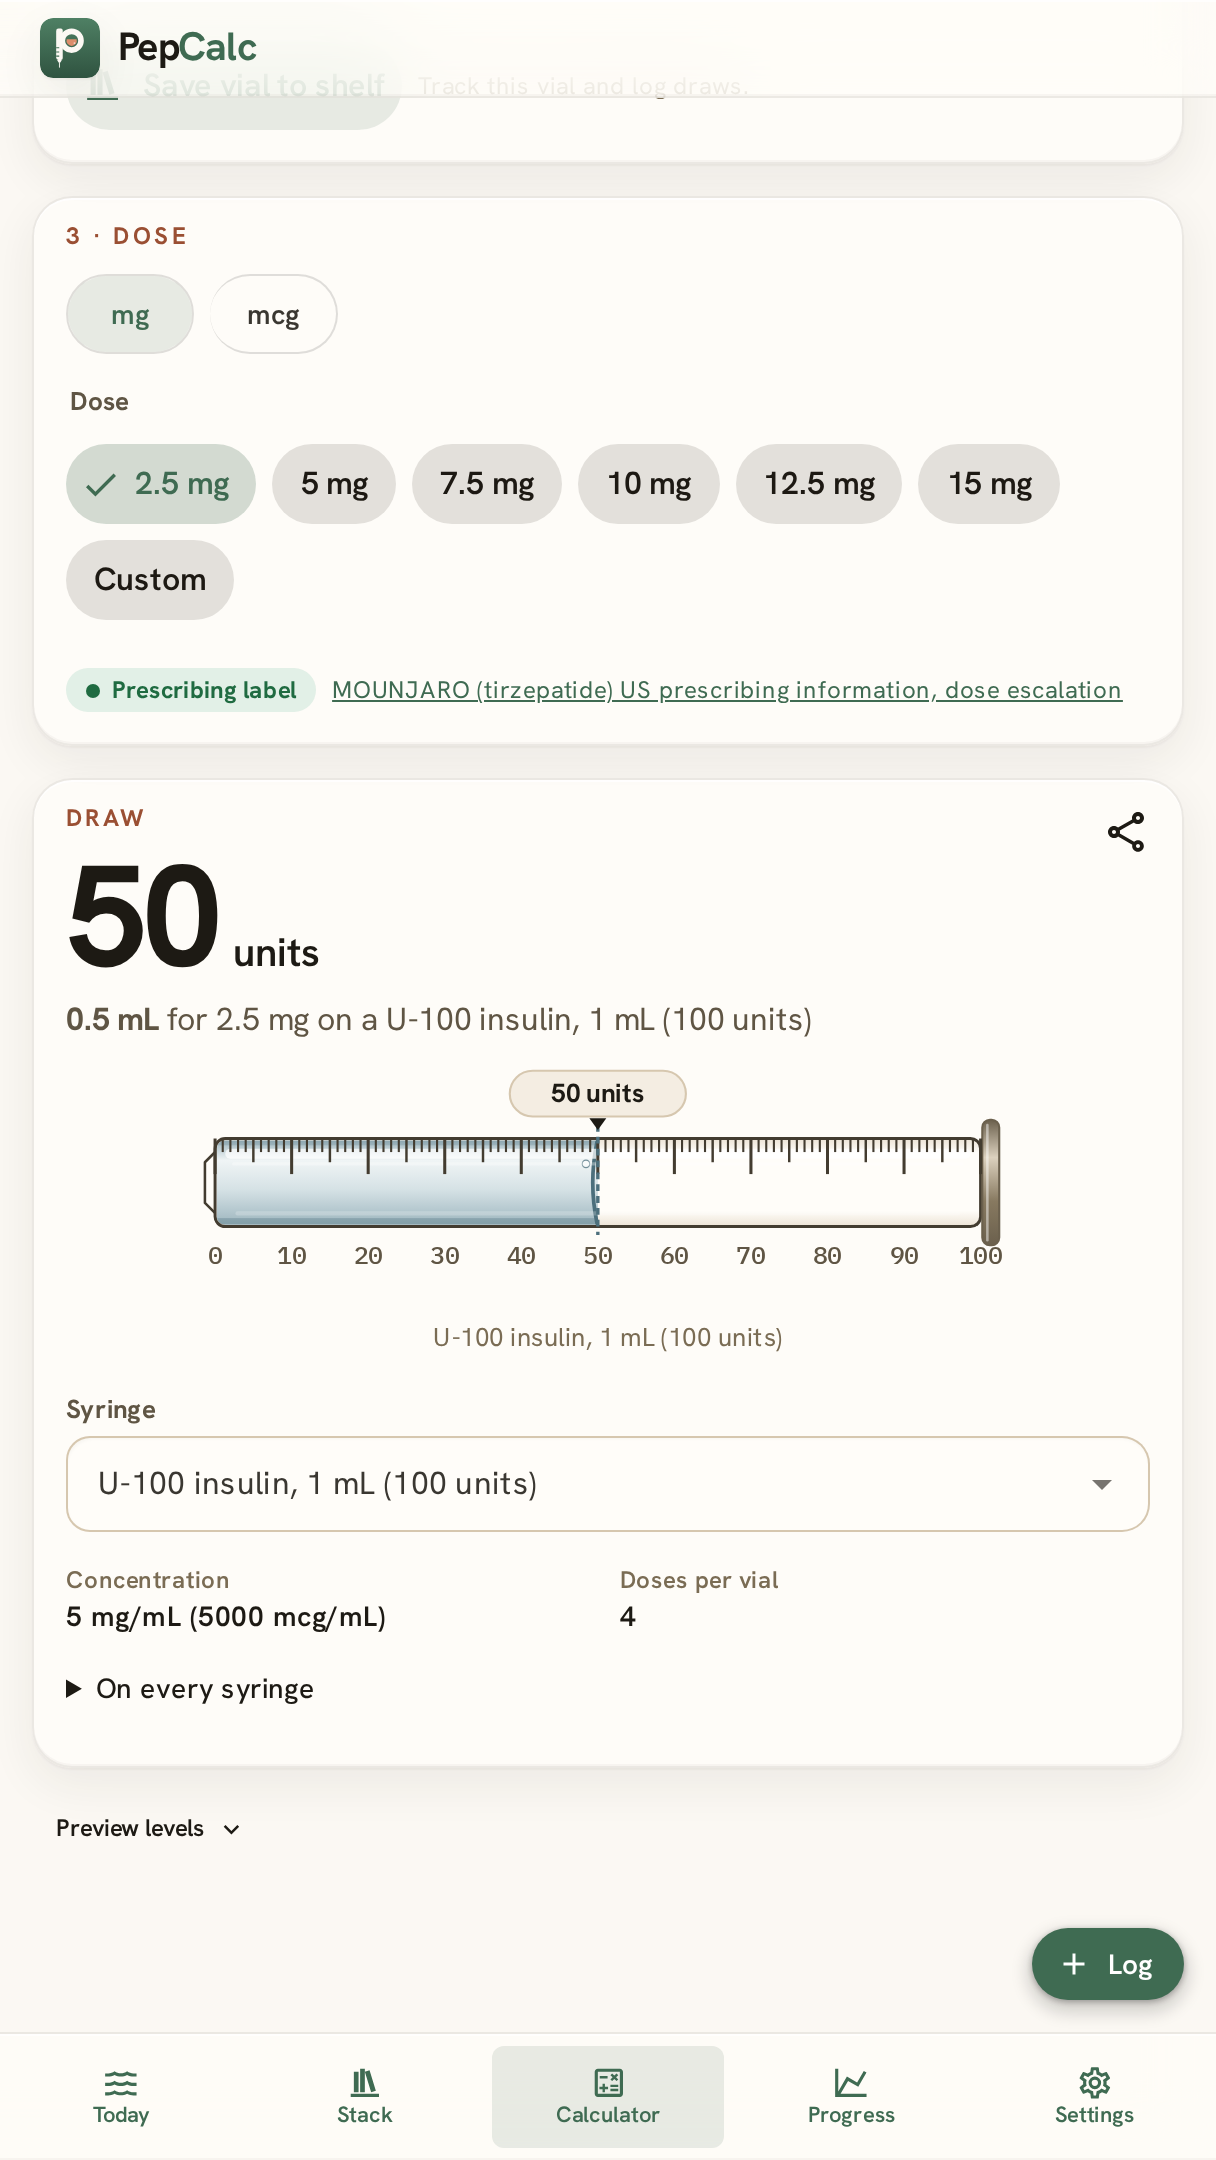 PepCalc
Save vial to shelf Track this vial and log draws.
3 · DOSE
mg mcg
Dose
2.5 mg 5 mg 7.5 mg 10 mg 12.5 mg 15 mg
Custom
Prescribing label MOUNJARO (tirzepatide) US prescribing information, dose escalation
DRAW
50 units
0.5 mL for 2.5 mg on a U-100 insulin, 1 mL (100 units)
50 units
0 10 20 30 40 50 60 70 80 90 100
U-100 insulin, 1 mL (100 units)
Syringe
U-100 insulin, 1 mL (100 units)
Concentration Doses per vial
5 mg/mL (5000 mcg/mL) 4
On every syringe
Preview levels
+ Log
Today Stack Calculator Progress Settings